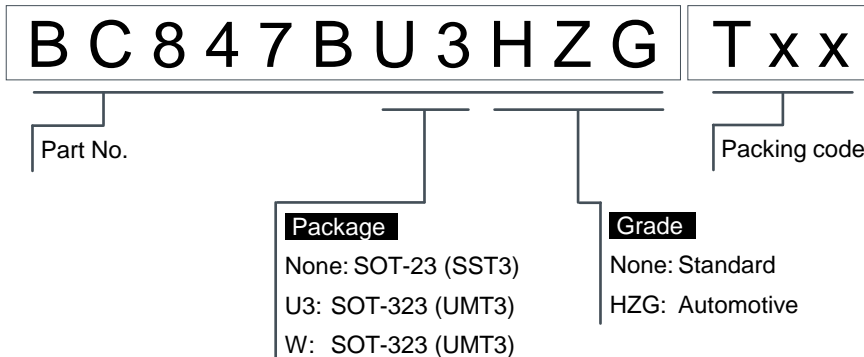 BC847BU3HZG Txx
Part No.
Packing code
Package
None: SOT-23 (SST3)
U3: SOT-323 (UMT3)
W: SOT-323 (UMT3)
Grade
None: Standard
HZG: Automotive